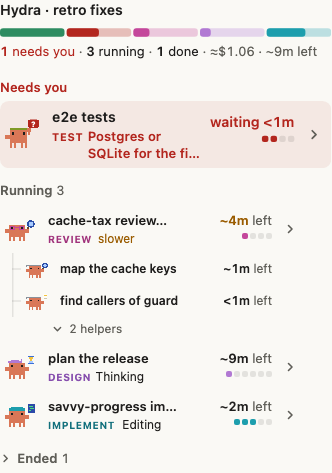 Hydra · retro fixes
1 needs you · 3 running · 1 done · ≈$1.06 · ~9m left
Needs you
e2e tests
waiting <1m
TEST Postgres or
SQLite for the fi...
Running 3
cache-tax review...
~4m left
REVIEW slower
map the cache keys
~1m left
find callers of guard
<1m left
2 helpers
plan the release
~9m left
DESIGN Thinking
savvy-progress im...
~2m left
IMPLEMENT Editing
Ended 1